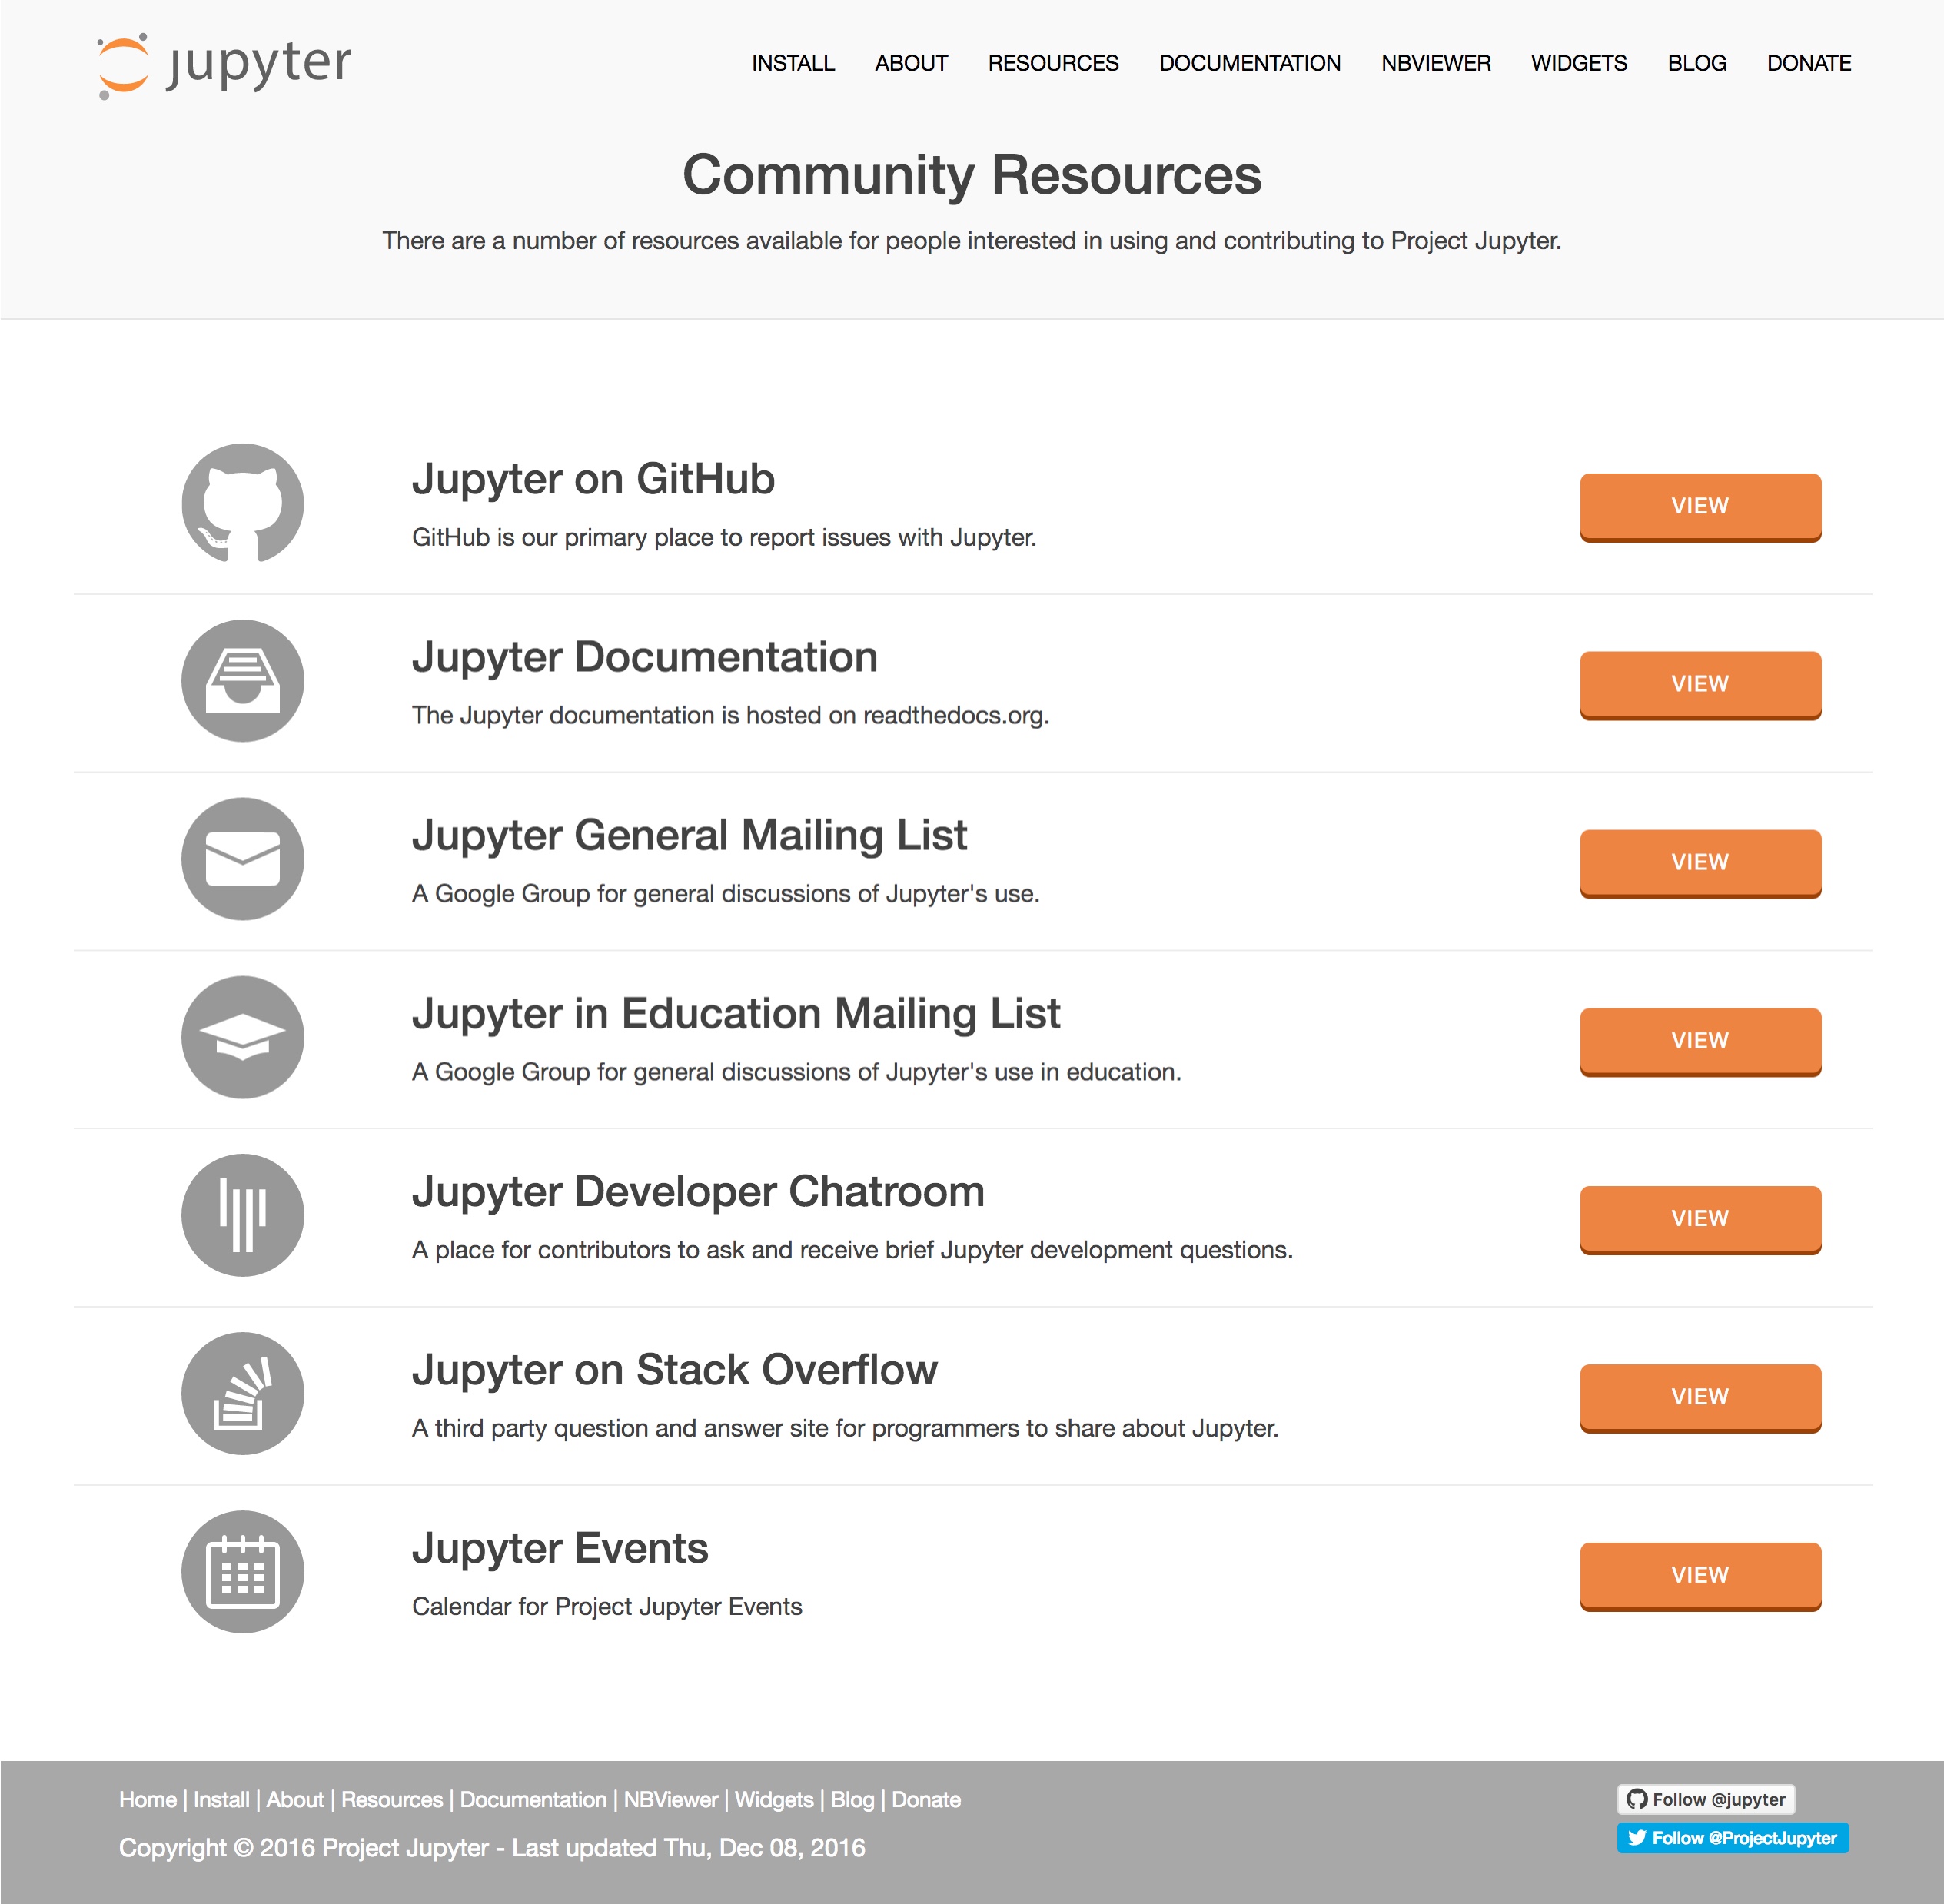 jupyter
INSTALL ABOUT RESOURCES DOCUMENTATION NBVIEWER WIDGETS BLOG DONATE
Community Resources
There are a number of resources available for people interested in using and contributing to Project Jupyter.
Jupyter on GitHub
GitHub is our primary place to report issues with Jupyter.
VIEW
Jupyter Documentation
The Jupyter documentation is hosted on readthedocs.org.
VIEW
Jupyter General Mailing List
A Google Group for general discussions of Jupyter's use.
VIEW
Jupyter in Education Mailing List
A Google Group for general discussions of Jupyter's use in education.
VIEW
Jupyter Developer Chatroom
A place for contributors to ask and receive brief Jupyter development questions.
VIEW
Jupyter on Stack Overflow
A third party question and answer site for programmers to share about Jupyter.
VIEW
Jupyter Events
Calendar for Project Jupyter Events
VIEW
Home | Install | About | Resources | Documentation | NBViewer | Widgets | Blog | Donate
Copyright © 2016 Project Jupyter - Last updated Thu, Dec 08, 2016
Follow @jupyter
Follow @ProjectJupyter